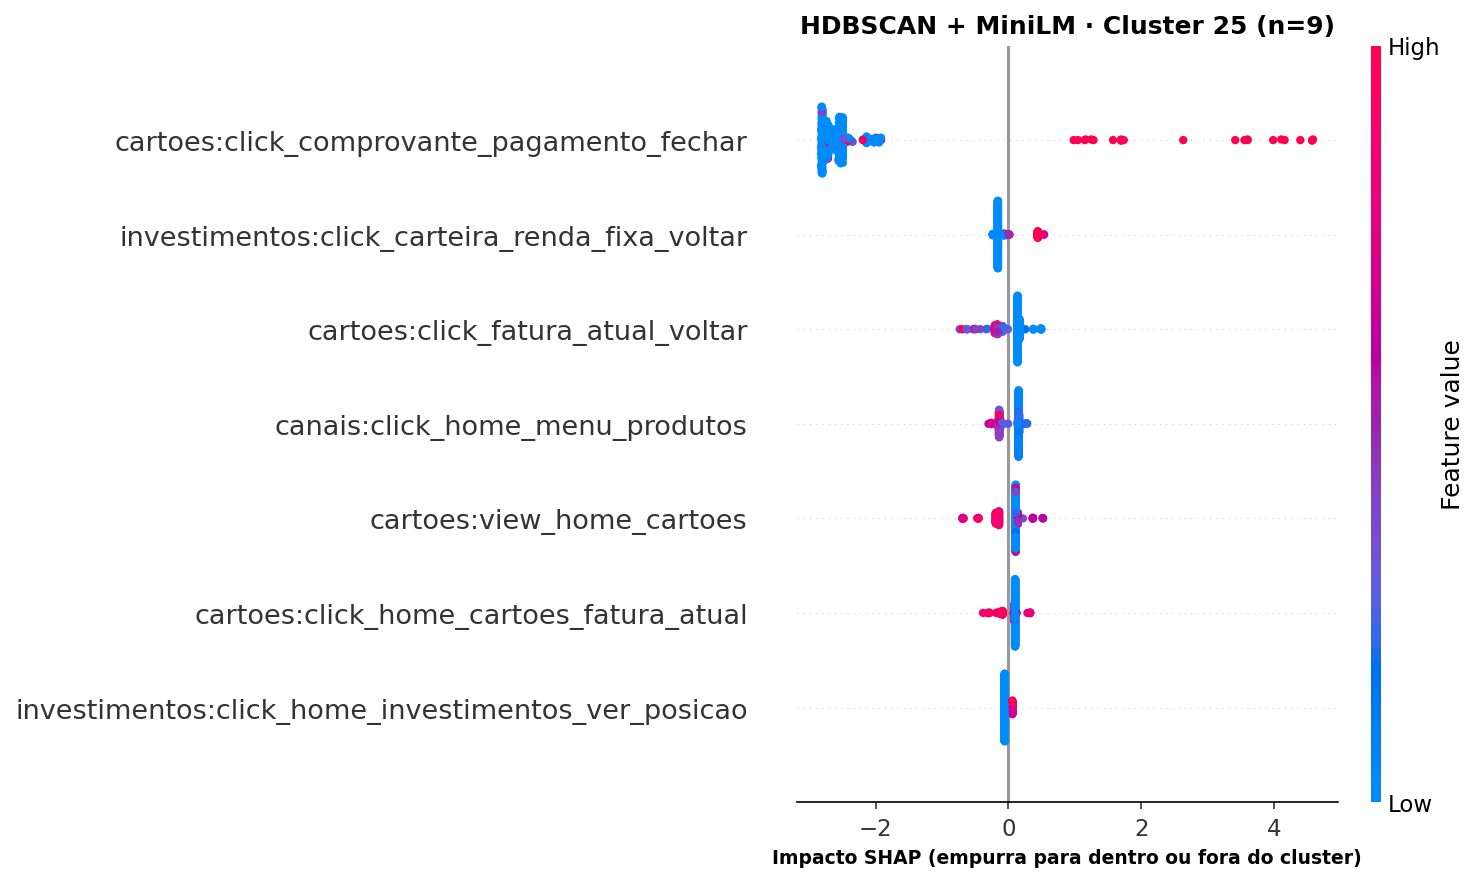 HDBSCAN + MiniLM · Cluster 25 (n=9)
High
cartoes:click_comprovante_pagamento_fechar
investimentos:click_carteira_renda_fixa_voltar
cartoes:click_fatura_atual_voltar
canais:click_home_menu_produtos
cartoes:view_home_cartoes
cartoes:click_home_cartoes_fatura_atual
investimentos:click_home_investimentos_ver_posicao
Feature value
Low
−2 0 2 4
Impacto SHAP (empurra para dentro ou fora do cluster)